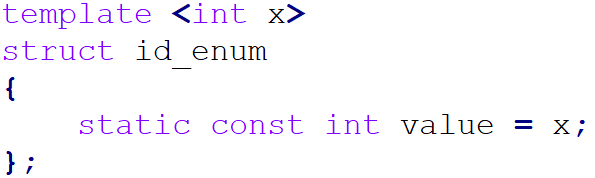 template <int x>
struct id_enum
{
    static const int value = x;
};